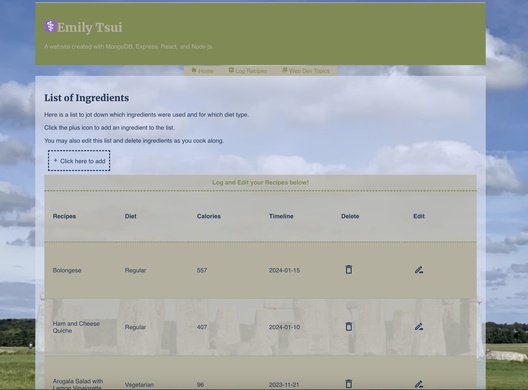 Emily Tsui
A website created with MongoDB, Express, React, and Node.js.
Home Log Recipes Web Dev Topics
List of Ingredients
Here is a list to jot down which ingredients were used and for which diet type.
Click the plus icon to add an ingredient to the list.
You may also edit this list and delete ingredients as you cook along.
+ Click here to add
Log and Edit your Recipes below!
Recipes Diet Calories Timeline Delete Edit
Bolongese Regular 557 2024-01-15
Ham and Cheese
Quiche Regular 407 2024-01-10
Arugala Salad with
Lemon Vinaigrette Vegetarian 96 2023-11-21